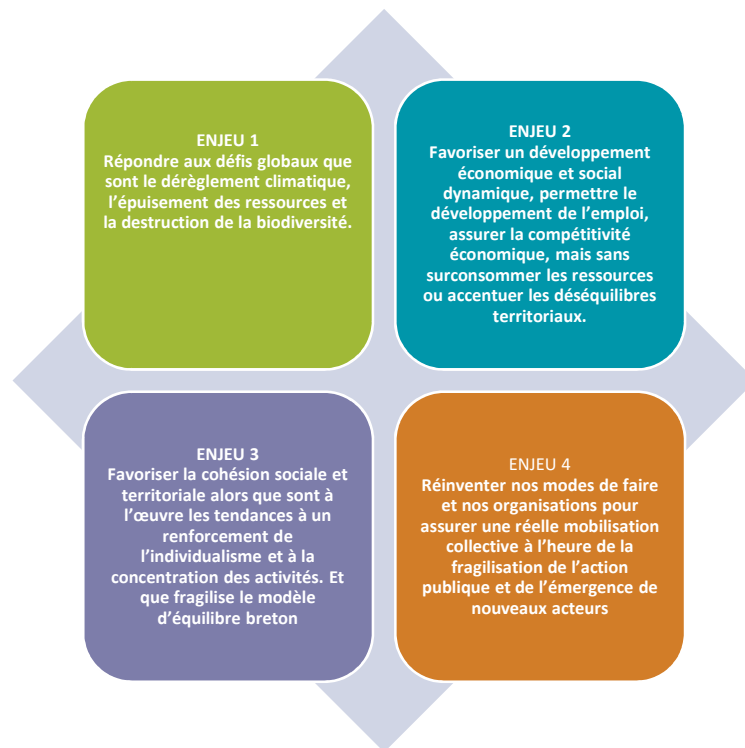 ENJEU 1
Répondre aux défis globaux que
sont le dérèglement climatique,
l'épuisement des ressources et
la destruction de la biodiversité.
ENJEU 2
Favoriser un développement
économique et social
dynamique, permettre le
développement de l'emploi,
assurer la compétitivité
économique, mais sans
surconsommer les ressources
ou accentuer les déséquilibres
territoriaux.
ENJEU 3
Favoriser la cohésion sociale et
territoriale alors que sont à
l'œuvre les tendances à un
renforcement de
l'individualisme et à la
concentration des activités. Et
que fragilise le modèle
d'équilibre breton
ENJEU 4
Réinventer nos modes de faire
et nos organisations pour
assurer une réelle mobilisation
collective à l'heure de la
fragilisation de l'action
publique et de l'émergence de
nouveaux acteurs